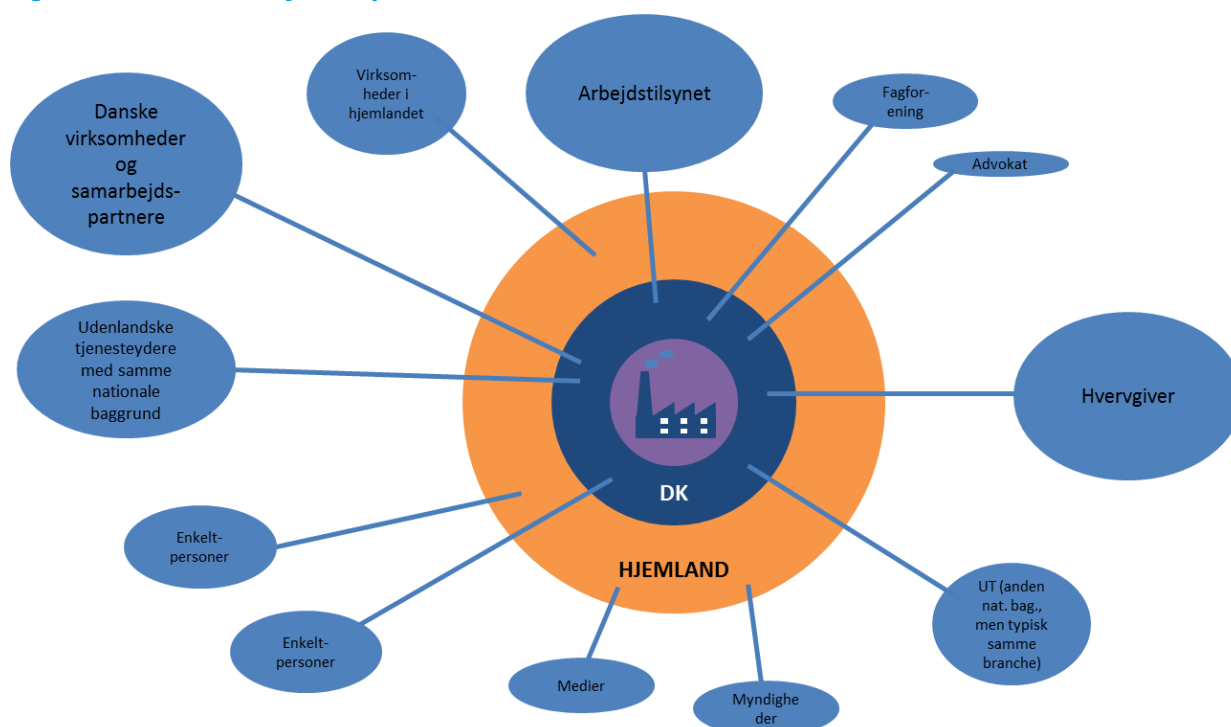 Virksom-
heder i
hjemlandet
Arbejdstilsynet
Fagfor-
ening
Danske
virksomheder
og
samarbejds-
partnere
Advokat
Udenlandske
tjenesteydere
med samme
nationale
baggrund
Hvervgiver
DK
HJEMLAND
Enkelt-
personer
Enkelt-
personer
Medier
Myndighe
der
UT (anden
nat. bag.,
men typisk
samme
branche)